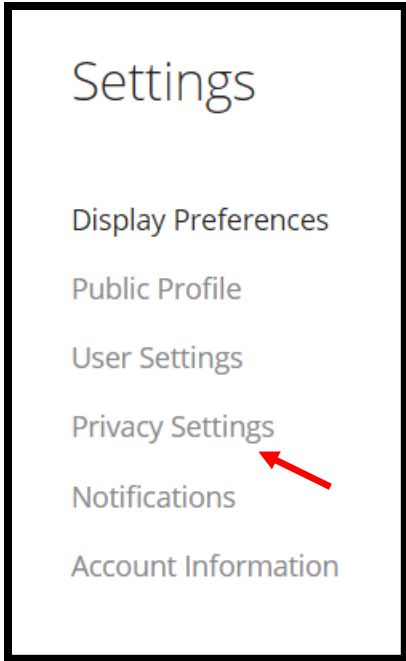 Settings
Display Preferences
Public Profile
User Settings
Privacy Settings
Notifications
Account Information